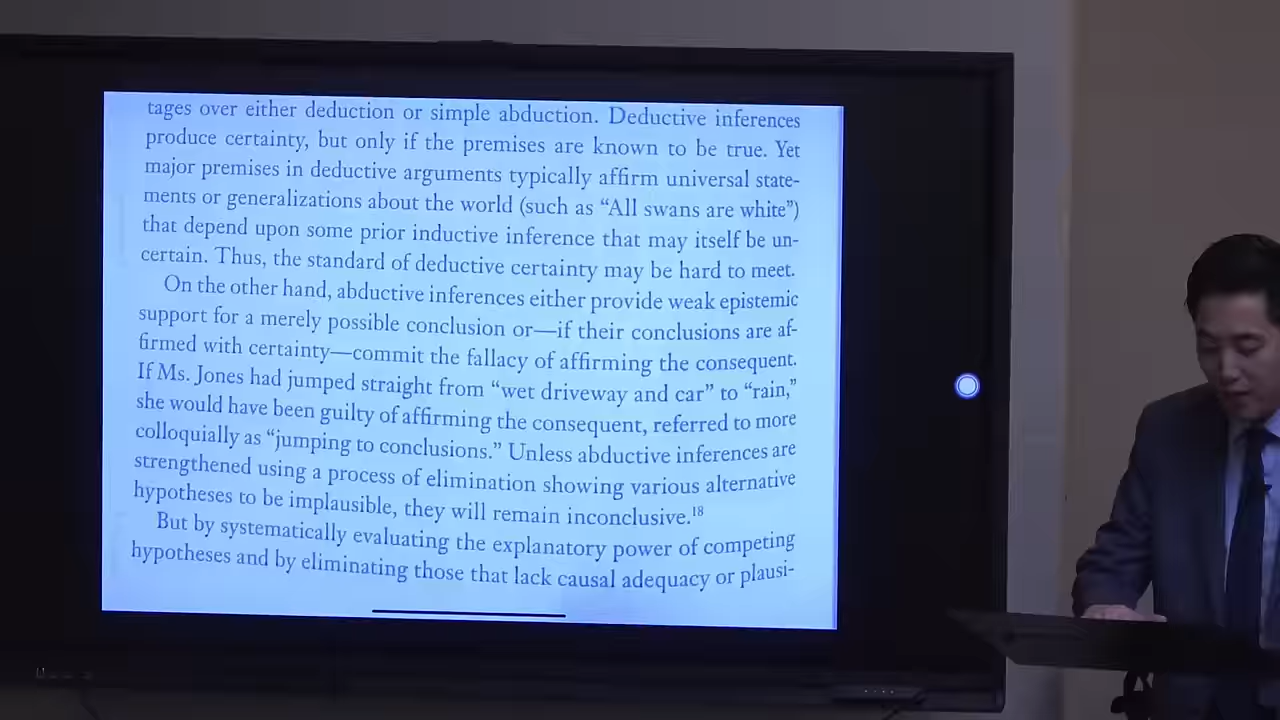 tages over either deduction or simple abduction. Deductive inferences
produce certainty, but only if the premises are known to be true. Yet
major premises in deductive arguments typically affirm universal state-
ments or generalizations about the world (such as “All swans are white”)
that depend upon some prior inductive inference that may itself be un-
certain. Thus, the standard of deductive certainty may be hard to meet.
On the other hand, abductive inferences either provide weak epistemic
support for a merely possible conclusion or—if their conclusions are af-
firmed with certainty—commit the fallacy of affirming the consequent.
If Ms. Jones had jumped straight from “wet driveway and car” to “rain,”
she would have been guilty of affirming the consequent, referred to more
colloquially as “jumping to conclusions.” Unless abductive inferences are
strengthened using a process of elimination showing various alternative
hypotheses to be implausible, they will remain inconclusive.18
But by systematically evaluating the explanatory power of competing
hypotheses and by eliminating those that lack causal adequacy or plausi-